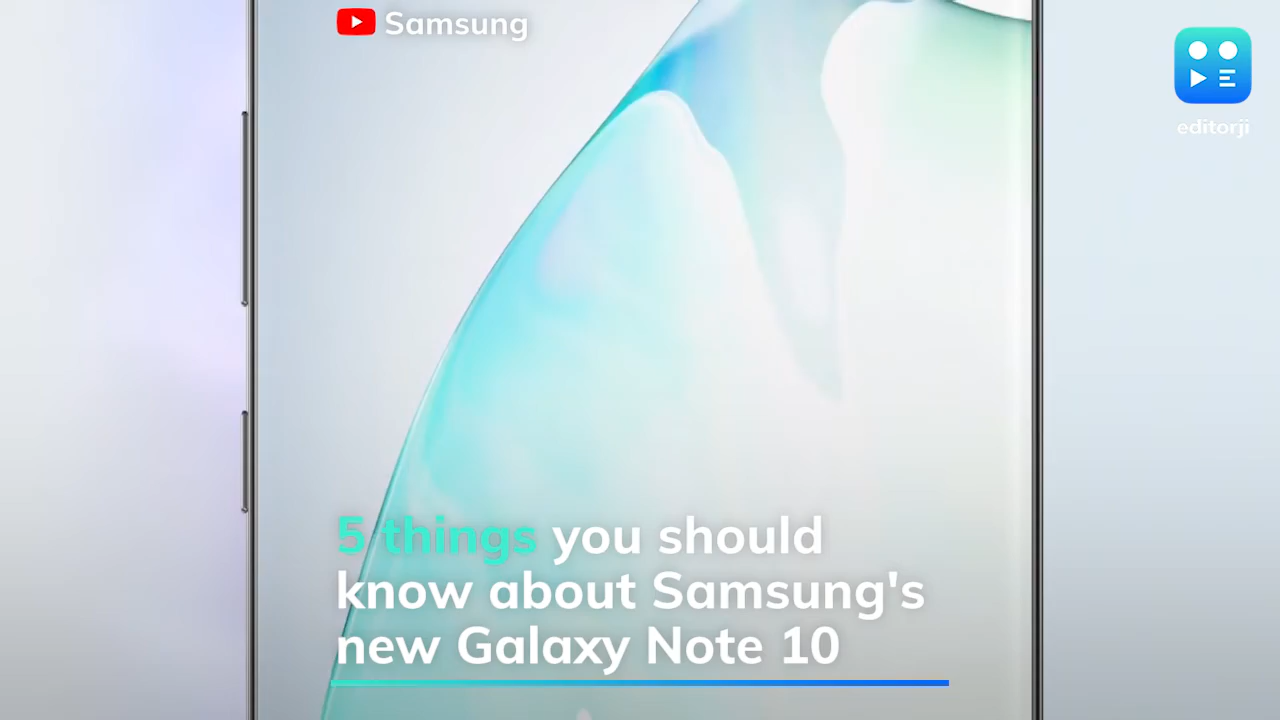 Samsung
editorji
5 things you should
know about Samsung's
new Galaxy Note 10